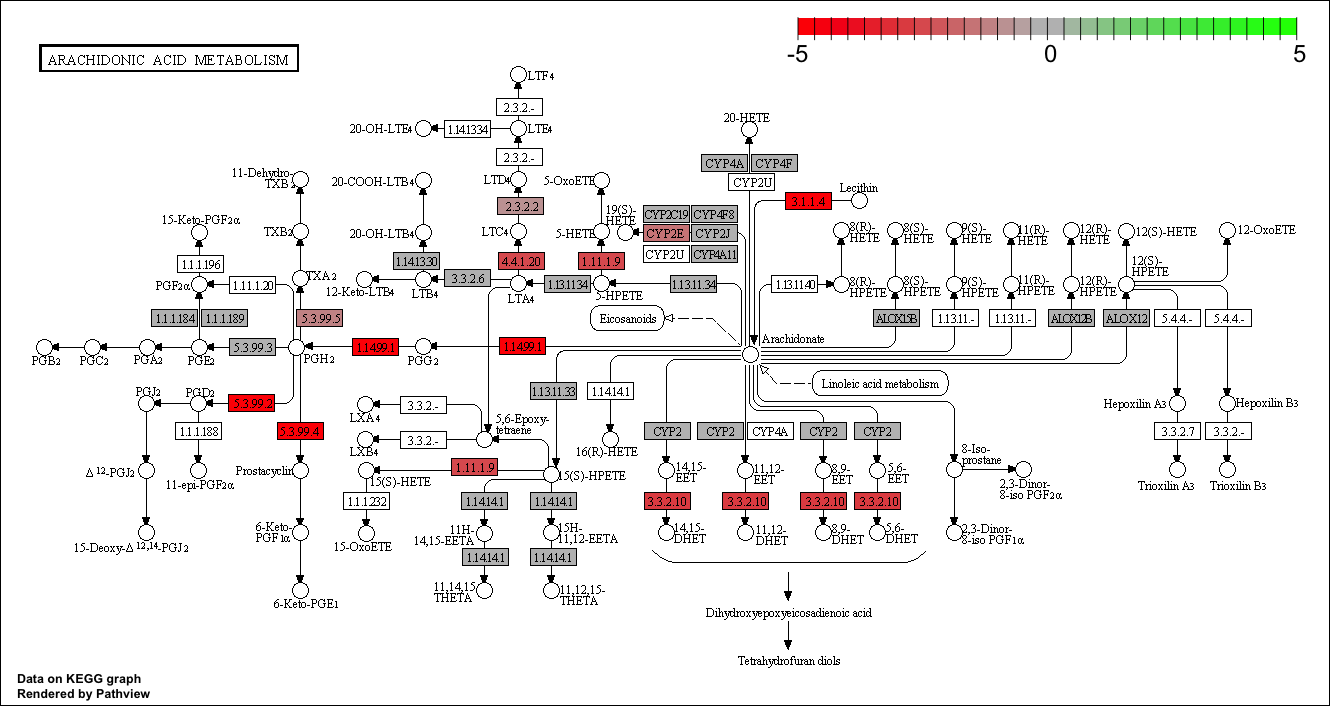 -5
0
5
ARACHIDONIC ACID METABOLISM
LTF4
2.3.2.-
20-OH-LTE4
1.14.13.34
LTE4
2.3.2.-
20-HETE
CYP4A
CYP4F
CYP2U
11-Dehydro-
TXB2
20-COOH-LTB4
LTD4
5-OxoETE
Lecithin
3.1.1.4
2.3.2.2
15-Keto-PGF2α
TXB2
20-OH-LTB4
LTC4
5-HETE
19(S)-
HETE
CYP2C19
CYP4F8
CYP2E
CYP2J
CYP2U
CYP4A11
8(R)-
HETE
8(S)-
HETE
9(S)-
HETE
11(R)-
HETE
12(R)-
HETE
12(S)-HETE
12-OxoETE
1.1.1.196
1.14.13.30
4.4.1.20
1.11.1.9
PGF2α
1.1.1.1.20
TXA2
12-Keto-LTB4
3.3.2.6
LTB4
LTA4
1.13.11.34
5-HPETE
1.13.11.34
1.13.11.40
8(R)-
HPETE
8(S)-
HPETE
9(S)-
HPETE
11(R)-
HPETE
12(R)-
HPETE
12(S)-
HPETE
1.1.1.184
1.1.1.189
5.3.99.5
Eicosanoids
ALOX15B
1.13.11.-
1.13.11.-
ALOX12B
ALOX12
5.4.4.-
5.4.4.-
PGB2
PGC2
PGA2
PGE2
5.3.99.3
PGH2
1.14.99.1
PGG2
1.14.99.1
Arachidonate
Linoleic acid metabolism
PGJ2
PGD2
5.3.99.2
1.13.11.33
1.14.14.1
LXA4
3.3.2.-
Hepoxilin A3
Hepoxilin B3
1.1.1.188
5.3.99.4
LXB4
3.3.2.-
5,6-Epoxy-
tetraene
16(R)-HETE
CYP2
CYP2
CYP4A
CYP2
CYP2
8-Iso-
prostane
3.3.2.7
3.3.2.-
Δ12-PGJ2
11-epi-PGF2α
Prostacyclin
15(S)-HETE
1.11.1.9
15(S)-HPETE
14,15-
EET
11,12-
EET
8,9-
EET
5,6-
EET
2,3-Dinor-
8-iso PGF2α
Trioxilin A3
Trioxilin B3
1.1.1.232
1.14.14.1
1.14.14.1
3.3.2.10
3.3.2.10
3.3.2.10
3.3.2.10
15-Deoxy-Δ12,14-PGJ2
6-Keto-
PGF1α
15-OxoETE
11H-
14,15-EETA
15H-
11,12-EETA
14,15-
DHET
11,12-
DHET
8,9-
DHET
5,6-
DHET
2,3-Dinor-
8-iso PGF1α
1.14.14.1
1.14.14.1
6-Keto-PGE1
11,14,15-
THETA
11,12,15-
THETA
Dihydroxyepoxyeicosadienoic acid
Tetrahydrofuran diols
Data on KEGG graph
Rendered by Pathview